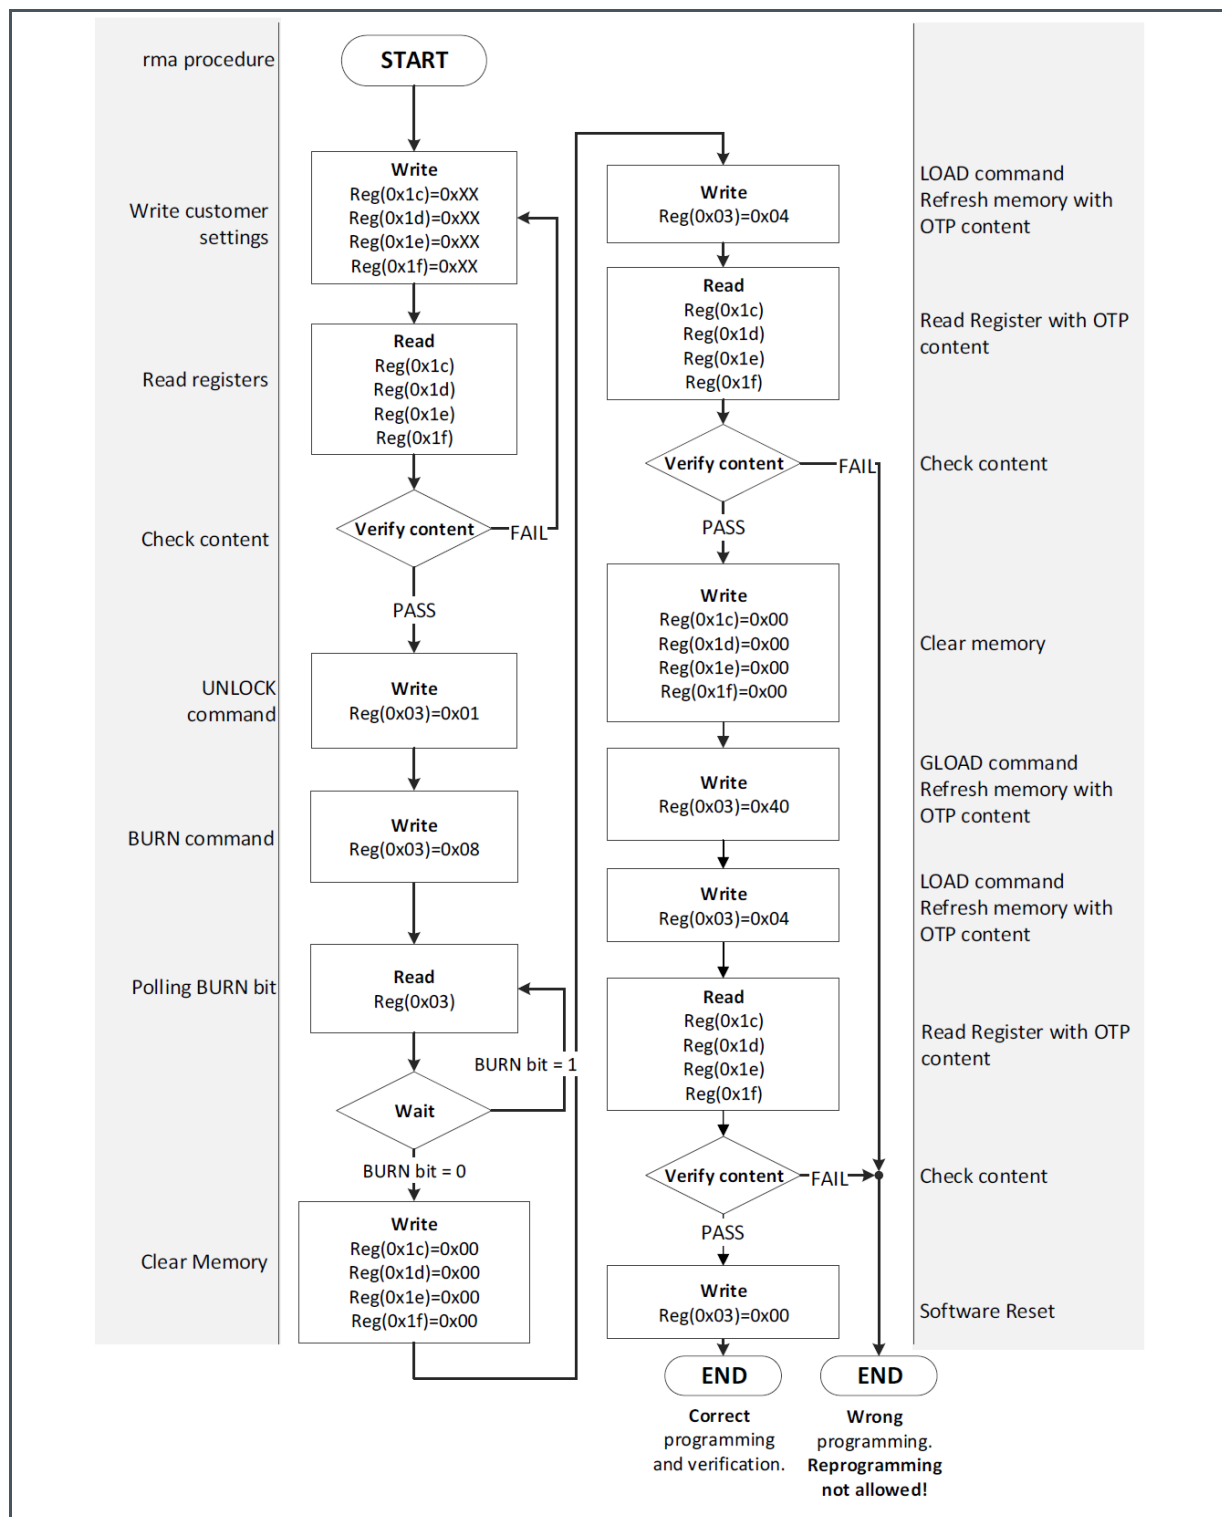 rma procedure
START
Write
Reg(0x1c)=0xXX
Reg(0x1d)=0xXX
Reg(0x1e)=0xXX
Reg(0x1f)=0xXX
Write customer
settings
Read
Reg(0x1c)
Reg(0x1d)
Reg(0x1e)
Reg(0x1f)
Read registers
Verify content
FAIL
Check content
PASS
Write
Reg(0x03)=0x01
UNLOCK
command
Write
Reg(0x03)=0x08
BURN command
Read
Reg(0x03)
Polling BURN bit
BURN bit = 1
Wait
BURN bit = 0
Write
Reg(0x1c)=0x00
Reg(0x1d)=0x00
Reg(0x1e)=0x00
Reg(0x1f)=0x00
Clear Memory
Write
Reg(0x03)=0x04
LOAD command
Refresh memory with
OTP content
Read
Reg(0x1c)
Reg(0x1d)
Reg(0x1e)
Reg(0x1f)
Read Register with OTP
content
Verify content
FAIL
Check content
PASS
Write
Reg(0x1c)=0x00
Reg(0x1d)=0x00
Reg(0x1e)=0x00
Reg(0x1f)=0x00
Clear memory
Write
Reg(0x03)=0x40
GLOAD command
Refresh memory with
OTP content
Write
Reg(0x03)=0x04
LOAD command
Refresh memory with
OTP content
Read
Reg(0x1c)
Reg(0x1d)
Reg(0x1e)
Reg(0x1f)
Read Register with OTP
content
Verify content
FAIL
Check content
PASS
Write
Reg(0x03)=0x00
Software Reset
END
Correct
programming
and verification.
END
Wrong
programming.
Reprogramming
not allowed!